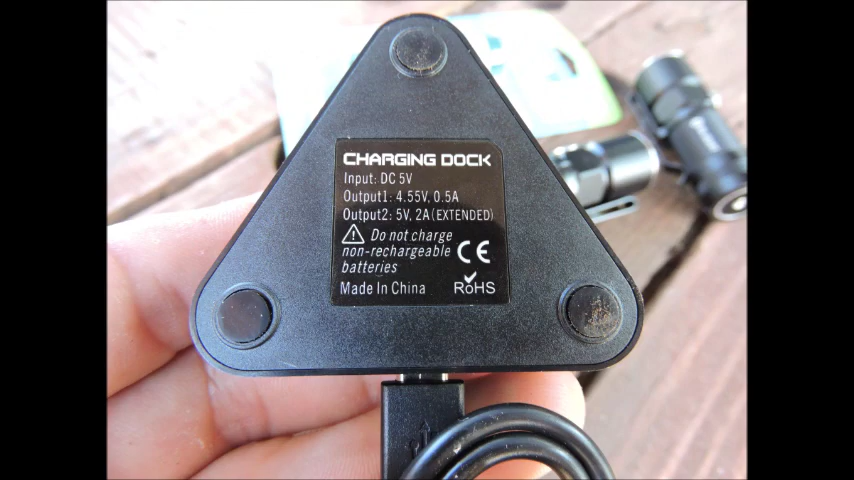 CHARGING DOCK
Input: DC 5V
Output1: 4.55V, 0.5A
Output2: 5V, 2A(EXTENDED)
Do not charge
non-rechargeable
batteries
CE
Made In China
RoHS